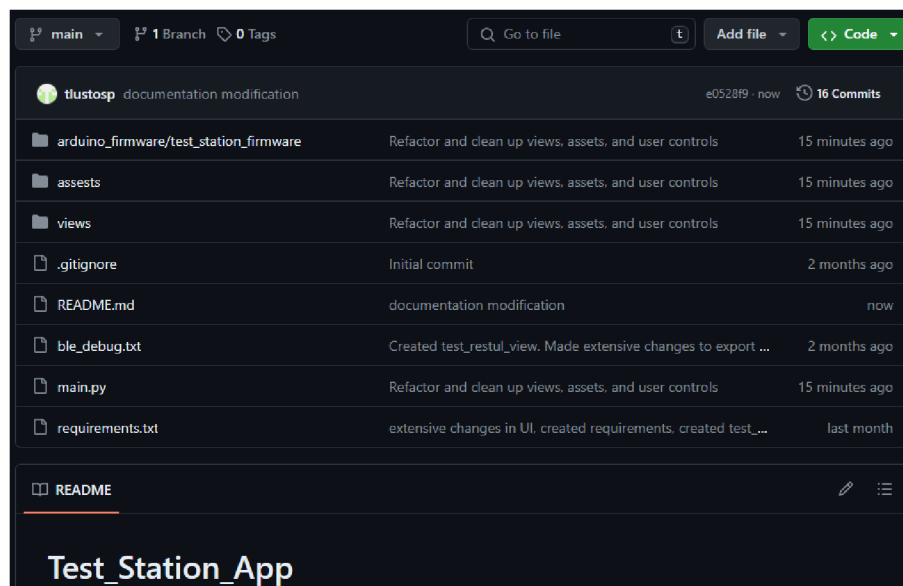 main 1 Branch 0 Tags Go to file t Add file Code
tlustosp documentation modification e0528f9 · now 16 Commits
arduino_firmware/test_station_firmware Refactor and clean up views, assets, and user controls 15 minutes ago
assests Refactor and clean up views, assets, and user controls 15 minutes ago
views Refactor and clean up views, assets, and user controls 15 minutes ago
.gitignore Initial commit 2 months ago
README.md documentation modification now
ble_debug.txt Created test_restul_view. Made extensive changes to export ... 2 months ago
main.py Refactor and clean up views, assets, and user controls 15 minutes ago
requirements.txt extensive changes in UI, created requirements, created test_... last month
README
Test_Station_App